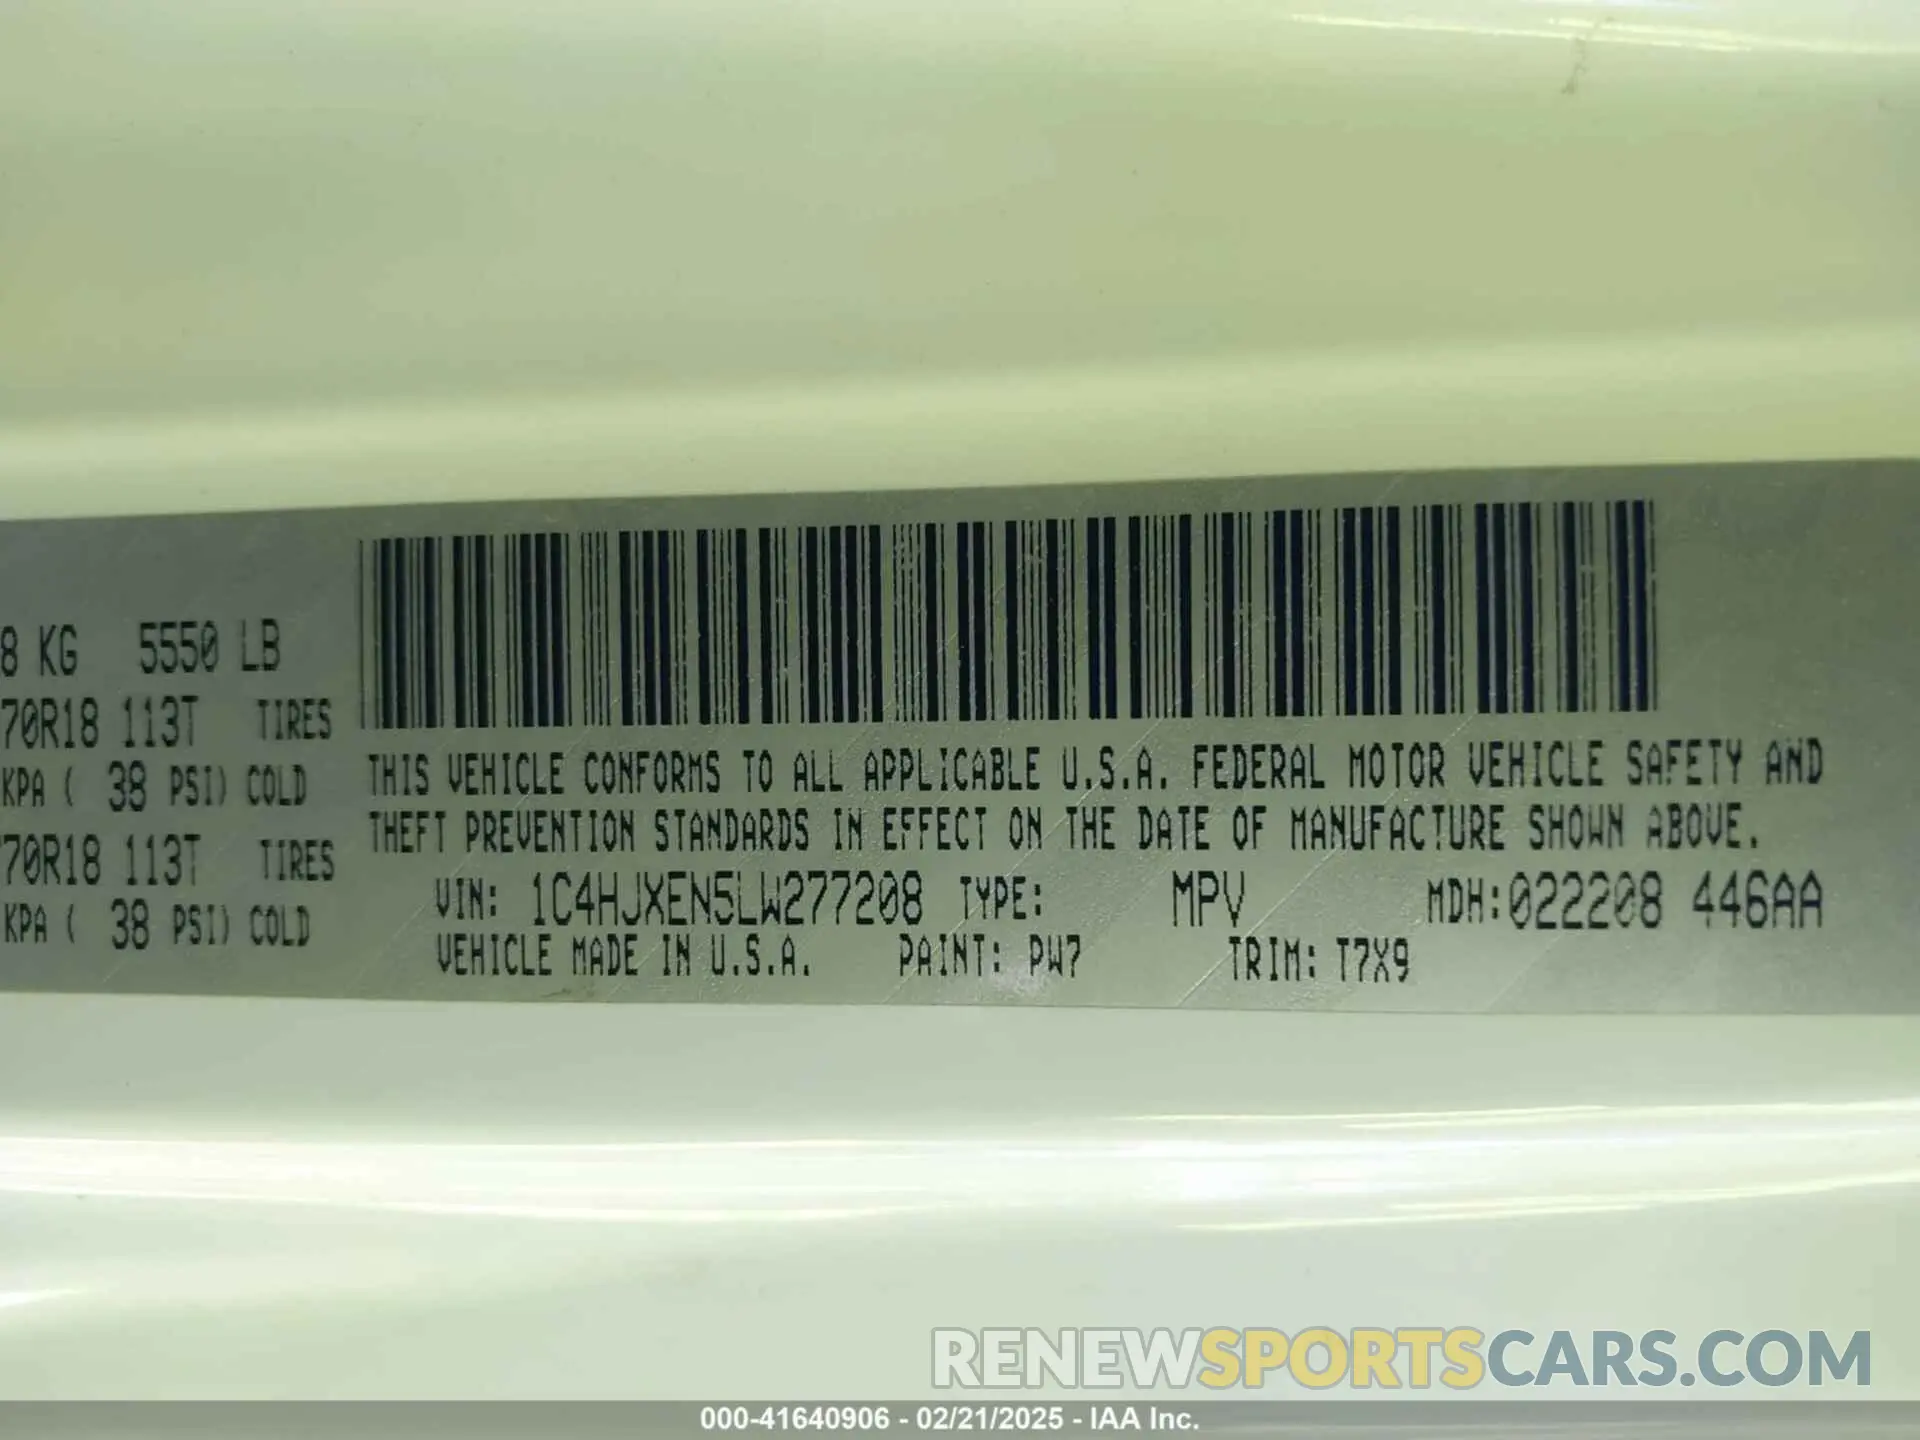 8 KG 5550 LB
70R18 113T TIRES
KPA ( 38 PSI) COLD
70R18 113T TIRES
KPA ( 38 PSI) COLD
THIS VEHICLE CONFORMS TO ALL APPLICABLE U.S.A. FEDERAL MOTOR VEHICLE SAFETY AND
THEFT PREVENTION STANDARDS IN EFFECT ON THE DATE OF MANUFACTURE SHOWN ABOVE.
VIN: 1C4HJXEN5LW277208 TYPE: MPV MDH:022208 446AA
VEHICLE MADE IN U.S.A. PAINT: PW7 TRIM: T7X9
RENEWSPORTSCARS.COM
000-41640906 - 02/21/2025 - IAA Inc.